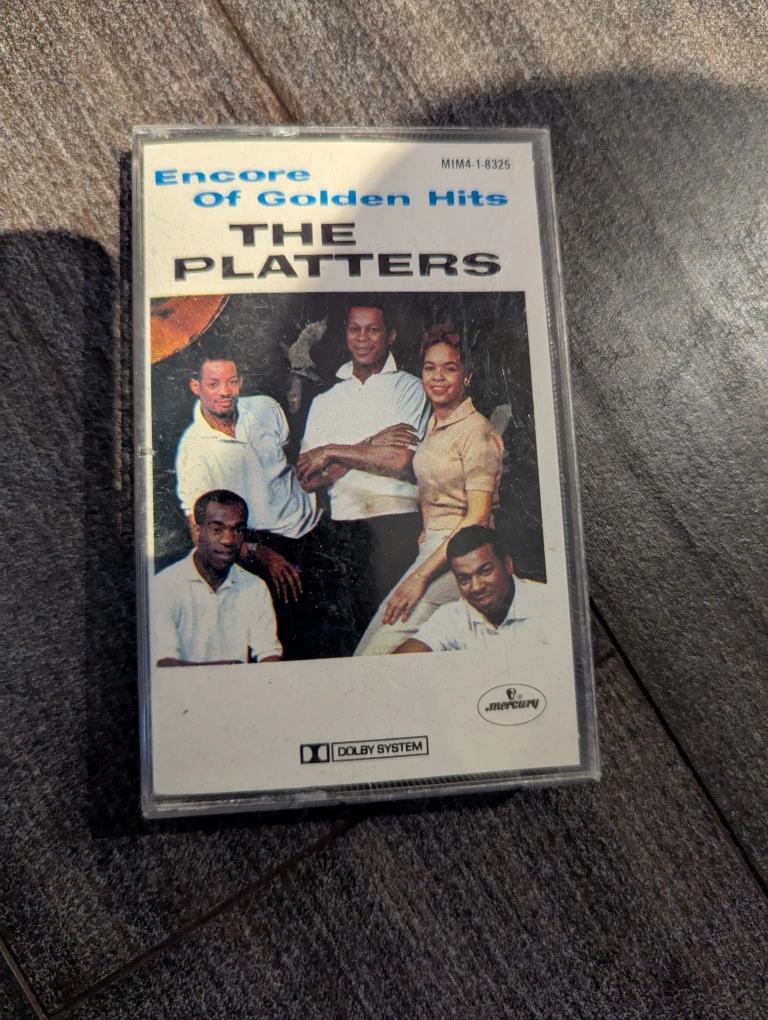 MIM4-1-8325
Encore
Of Golden Hits
THE
PLATTERS
mercury
®
DOLBY SYSTEM